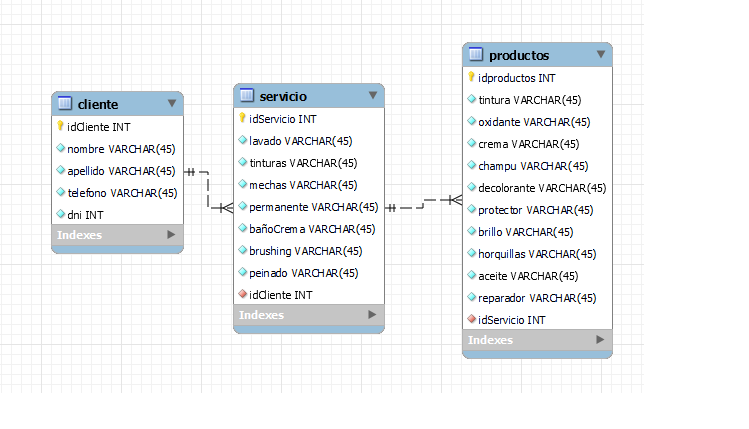 cliente
idCliente INT
nombre VARCHAR(45)
apellido VARCHAR(45)
telefono VARCHAR(45)
dni INT
Indexes
servicio
idServicio INT
lavado VARCHAR(45)
tinturas VARCHAR(45)
mechas VARCHAR(45)
permanente VARCHAR(45)
bañoCrema VARCHAR(45)
brushing VARCHAR(45)
peinado VARCHAR(45)
idCliente INT
Indexes
productos
idproductos INT
tintura VARCHAR(45)
oxidante VARCHAR(45)
crema VARCHAR(45)
champu VARCHAR(45)
decolorante VARCHAR(45)
protector VARCHAR(45)
brillo VARCHAR(45)
horquillas VARCHAR(45)
aceite VARCHAR(45)
reparador VARCHAR(45)
idServicio INT
Indexes